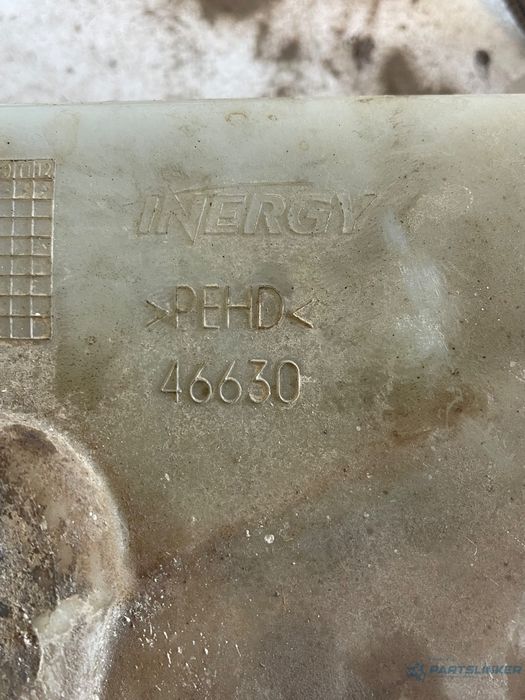 INERGY
>PEHD<
46630
PARTSLINKER